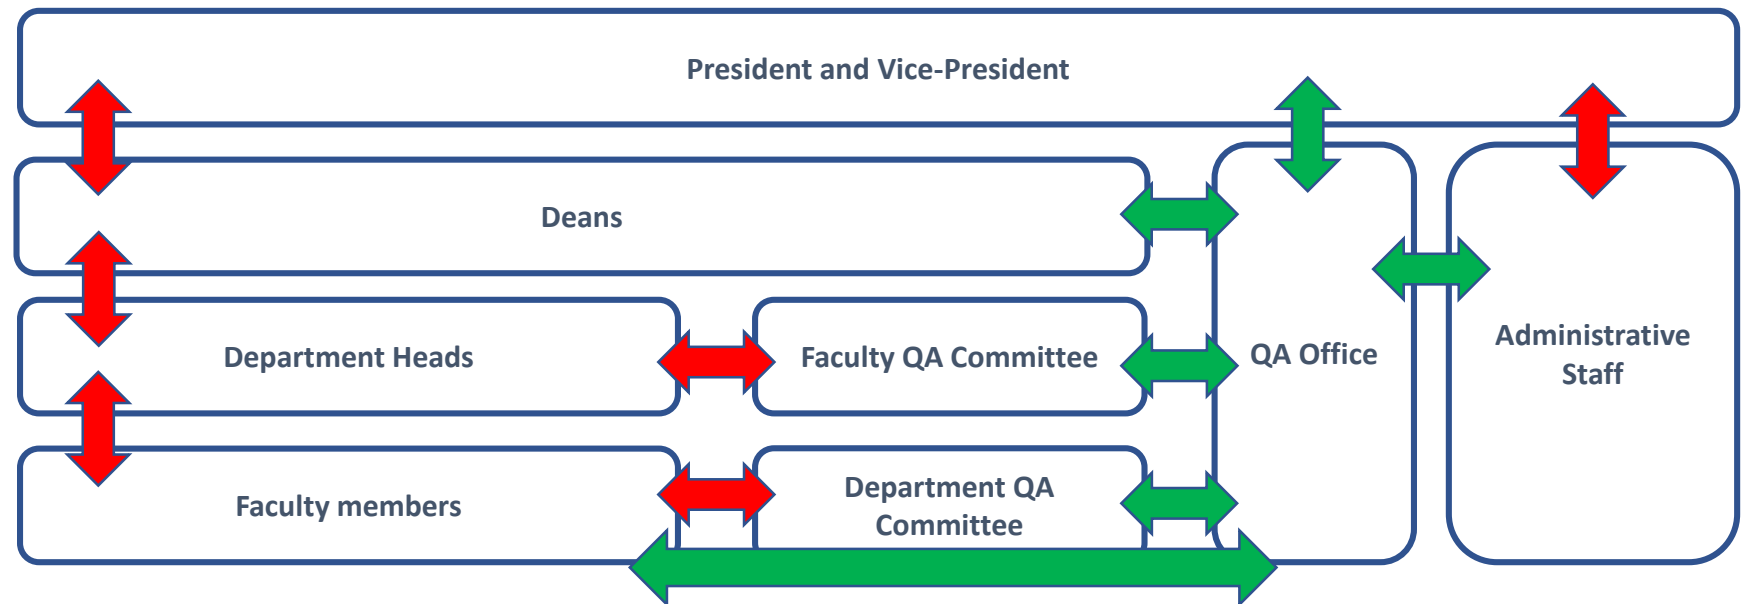 President and Vice-President
Deans
Department Heads
Faculty QA Committee
QA Office
Administrative
Staff
Faculty members
Department QA
Committee